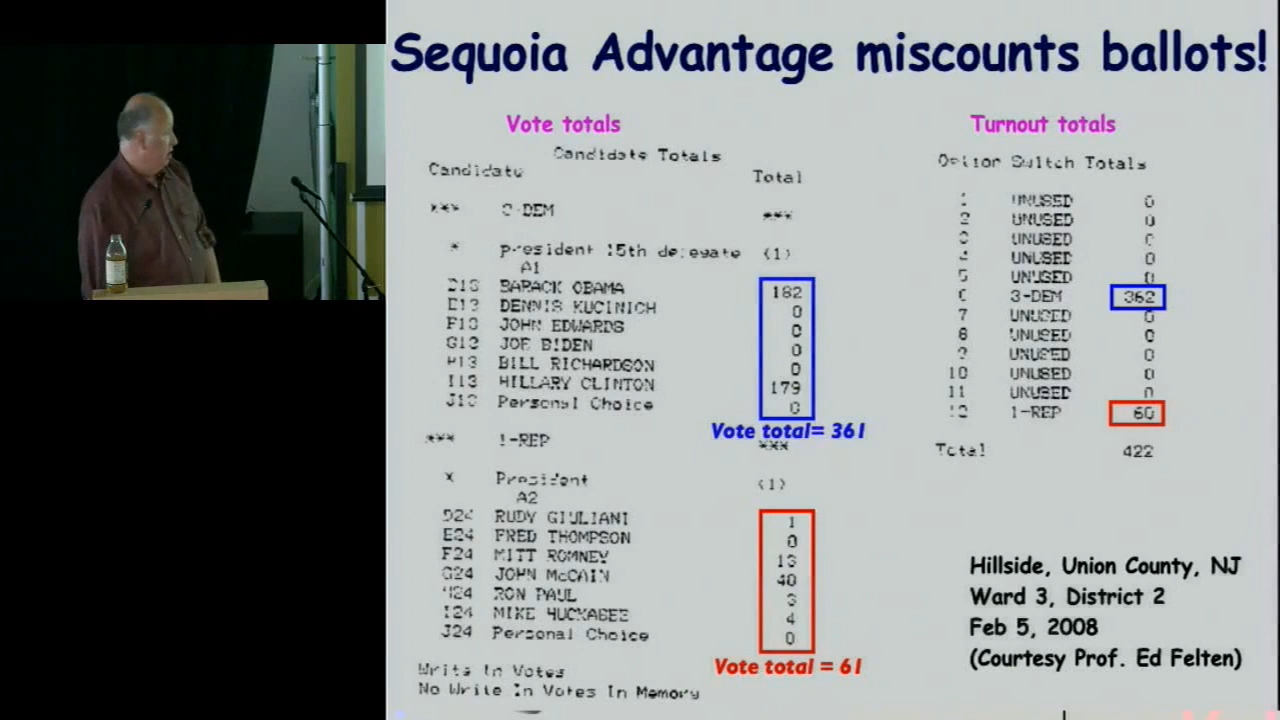 Sequoia Advantage miscounts ballots!
Vote totals
Candidate Totals
Candidate Total
*** 3-DEM ***
* President 15th delegate (1)
A1
D13 BARACK OBAMA 182
E13 DENNIS KUCINICH 0
F13 JOHN EDWARDS 0
G13 JOE BIDEN 0
H13 BILL RICHARDSON 0
I13 HILLARY CLINTON 179
J13 Personal Choice 0
Vote total= 361
*** 1-REP ***
* President (1)
A2
D24 RUDY GIULIANI 1
E24 FRED THOMPSON 0
F24 MITT ROMNEY 13
G24 JOHN McCAIN 40
H24 RON PAUL 3
I24 MIKE HUCKABEE 4
J24 Personal Choice 0
Vote total = 61
Write In Votes
No Write In Votes In Memory
Turnout totals
Option Switch Totals
1 UNUSED 0
2 UNUSED 0
3 UNUSED 0
4 UNUSED 0
5 UNUSED 0
6 3-DEM 362
7 UNUSED 0
8 UNUSED 0
9 UNUSED 0
10 UNUSED 0
11 UNUSED 0
12 1-REP 60
Total 422
Hillside, Union County, NJ
Ward 3, District 2
Feb 5, 2008
(Courtesy Prof. Ed Felten)